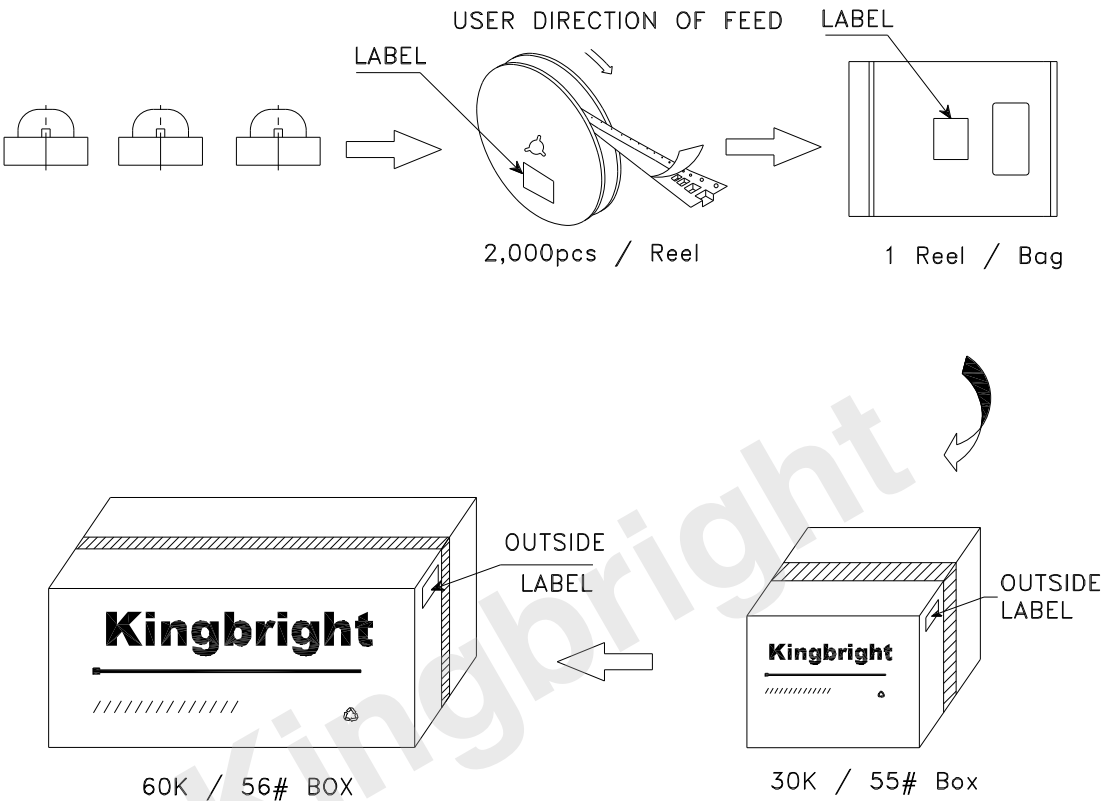 USER DIRECTION OF FEED
LABEL
LABEL
2,000pcs / Reel
1 Reel / Bag
OUTSIDE
LABEL
OUTSIDE
LABEL
Kingbright
Kingbright
60K / 56# BOX
30K / 55# Box
Kingbright